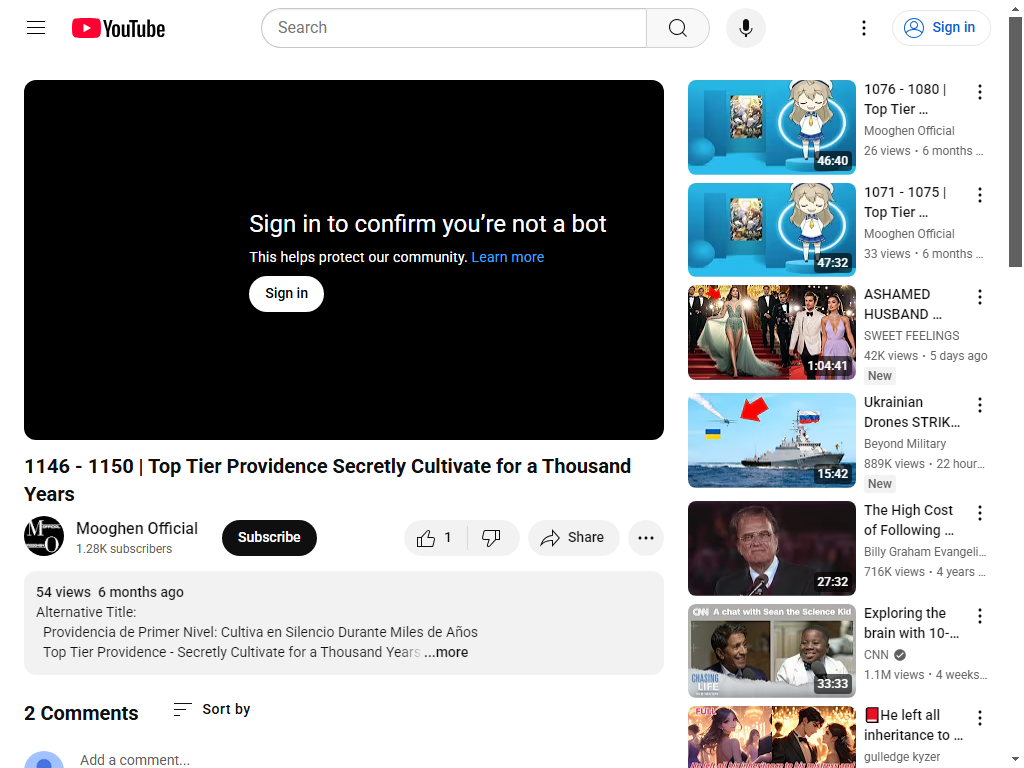 YouTube
Search
Sign in
Sign in to confirm you’re not a bot
This helps protect our community. Learn more
Sign in
1146 - 1150 | Top Tier Providence Secretly Cultivate for a Thousand
Years
Mooghen Official
1.28K subscribers
Subscribe
1
Share
54 views  6 months ago
Alternative Title:
Providencia de Primer Nivel: Cultiva en Silencio Durante Miles de Años
Top Tier Providence - Secretly Cultivate for a Thousand Years ...more
2 Comments
Sort by
Add a comment...
46:40
1076 - 1080 |
Top Tier ...
Mooghen Official
26 views • 6 months ...
47:32
1071 - 1075 |
Top Tier ...
Mooghen Official
33 views • 6 months ...
1:04:41
ASHAMED
HUSBAND ...
SWEET FEELINGS
42K views • 5 days ago
New
15:42
Ukrainian
Drones STRIK...
Beyond Military
889K views • 22 hour...
New
27:32
The High Cost
of Following ...
Billy Graham Evangeli...
716K views • 4 years ...
CNN A chat with Sean the Science Kid
CHASING
LIFE
33:33
Exploring the
brain with 10-...
CNN
1.1M views • 4 weeks...
FULL
He left all
inheritance to ...
gulledge kyzer